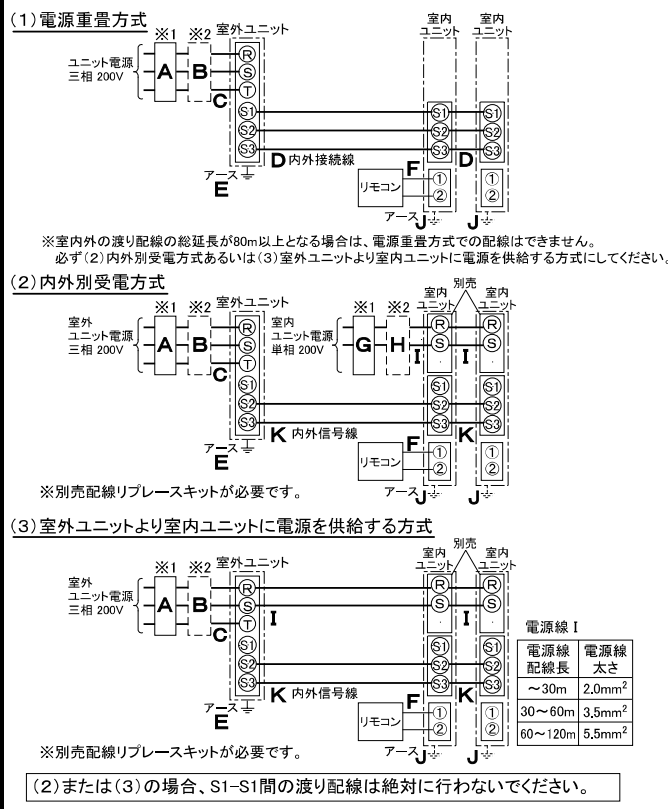 (1)電源重畳方式
※1 ※2 室外ユニット
室内
ユニット
室内
ユニット
ユニット電源
三相 200V
A
B
C
R
S
T
S1
S2
S3
D 内外接続線
アース
E
S1
S2
S3
D
S1
S2
S3
F
リモコン
①
②
①
②
アース J
J
※室内外の渡り配線の総延長が80m以上となる場合は、電源重畳方式での配線はできません。
必ず(2)内外別受電方式あるいは(3)室外ユニットより室内ユニットに電源を供給する方式にしてください。
(2)内外別受電方式
※1 ※2 室外ユニット
室外
ユニット電源
三相 200V
A
B
C
R
S
T
S1
S2
S3
K 内外信号線
アース
E
※1 ※2
室内
ユニット電源
単相 200V
G
H
I
別売
室内
ユニット
室内
ユニット
R
S
I
R
S
S1
S2
S3
K
S1
S2
S3
F
リモコン
①
②
①
②
アース J
J
※別売配線リプレースキットが必要です。
(3)室外ユニットより室内ユニットに電源を供給する方式
※1 ※2 室外ユニット
室外
ユニット電源
三相 200V
A
B
C
R
S
T
S1
S2
S3
I
K 内外信号線
アース
E
別売
室内
ユニット
室内
ユニット
R
S
I
R
S
S1
S2
S3
K
S1
S2
S3
F
リモコン
①
②
①
②
アース J
J
電源線 I
電源線配線長 電源線太さ
~30m 2.0mm²
30~60m 3.5mm²
60~120m 5.5mm²
※別売配線リプレースキットが必要です。
(2)または(3)の場合、S1-S1間の渡り配線は絶対に行わないでください。